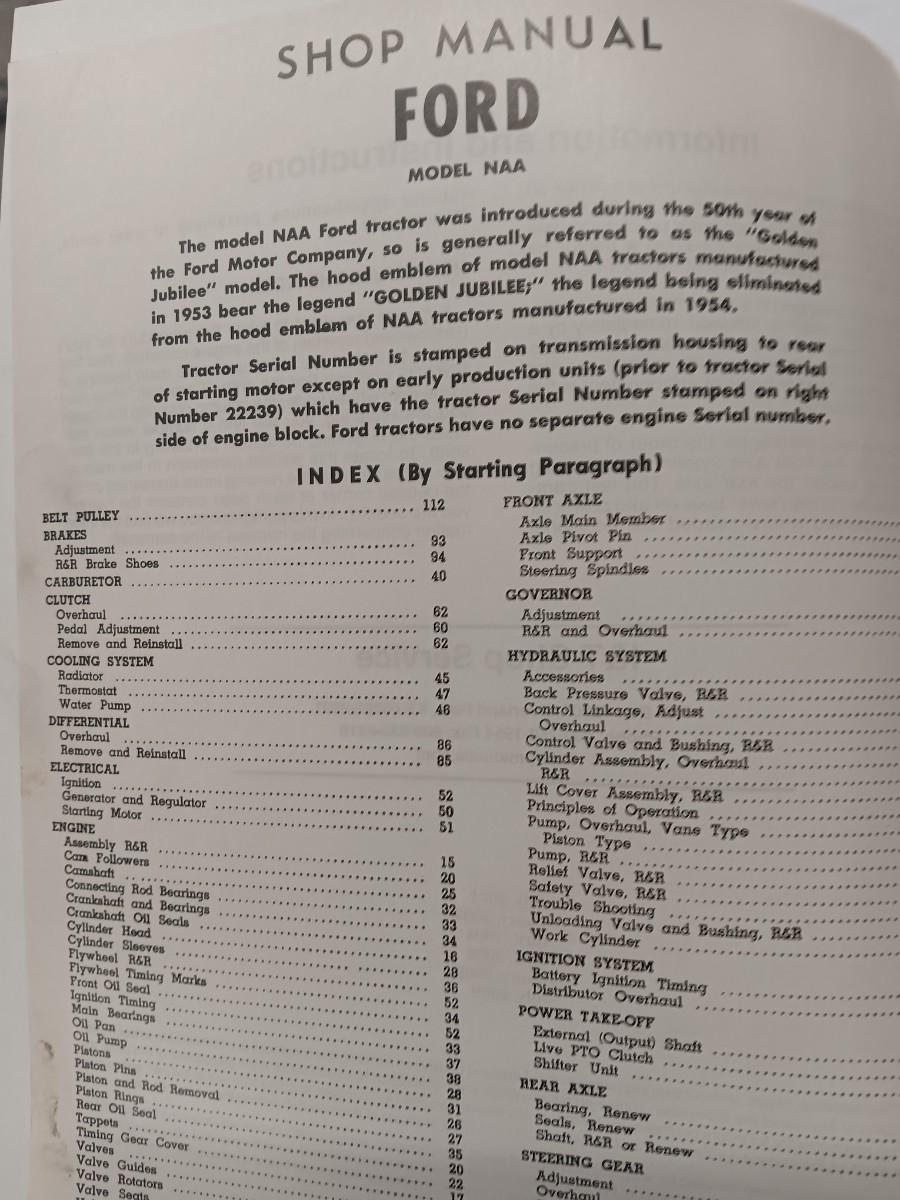 SHOP MANUAL
FORD
MODEL NAA
The model NAA Ford tractor was introduced during the 50th year of
the Ford Motor Company, so is generally referred to as the "Golden
Jubilee" model. The hood emblem of model NAA tractors manufactured
in 1953 bear the legend "GOLDEN JUBILEE;" the legend being eliminated
from the hood emblem of NAA tractors manufactured in 1954.
Tractor Serial Number is stamped on transmission housing to rear
of starting motor except on early production units (prior to tractor Serial
Number 22239) which have the tractor Serial Number stamped on right
side of engine block. Ford tractors have no separate engine Serial number.
INDEX (By Starting Paragraph)
BELT PULLEY 112
BRAKES
Adjustment 93
R&R Brake Shoes 94
CARBURETOR 40
CLUTCH
Overhaul 62
Pedal Adjustment 60
Remove and Reinstall 62
COOLING SYSTEM
Radiator 45
Thermostat 47
Water Pump 46
DIFFERENTIAL
Overhaul 86
Remove and Reinstall 85
ELECTRICAL
Ignition 52
Generator and Regulator 50
Starting Motor 51
ENGINE
Assembly R&R 15
Cam Followers 20
Camshaft 25
Connecting Rod Bearings 32
Crankshaft and Bearings 33
Crankshaft Oil Seals 34
Cylinder Head 16
Cylinder Sleeves 28
Flywheel R&R 36
Flywheel Timing Marks 52
Front Oil Seal 34
Ignition Timing 52
Main Bearings 33
Oil Pan 37
Oil Pump 38
Pistons 28
Piston Pins 31
Piston and Rod Removal 26
Piston Rings 27
Rear Oil Seal 35
Tappets 20
Timing Gear Cover 22
Valves 17
Valve Guides
Valve Rotators
Valve Seats
FRONT AXLE
Axle Main Member
Axle Pivot Pin
Front Support
Steering Spindles
GOVERNOR
Adjustment
R&R and Overhaul
HYDRAULIC SYSTEM
Accessories
Back Pressure Valve, R&R
Control Linkage, Adjust
Overhaul
Control Valve and Bushing, R&R
Cylinder Assembly, Overhaul
R&R
Lift Cover Assembly, R&R
Principles of Operation
Pump, Overhaul, Vane Type
Piston Type
Pump, R&R
Relief Valve, R&R
Safety Valve, R&R
Trouble Shooting
Unloading Valve and Bushing, R&R
Work Cylinder
IGNITION SYSTEM
Battery Ignition Timing
Distributor Overhaul
POWER TAKE-OFF
External (Output) Shaft
Live PTO Clutch
Shifter Unit
REAR AXLE
Bearing, Renew
Seals, Renew
Shaft, R&R or Renew
STEERING GEAR
Adjustment
Overhaul